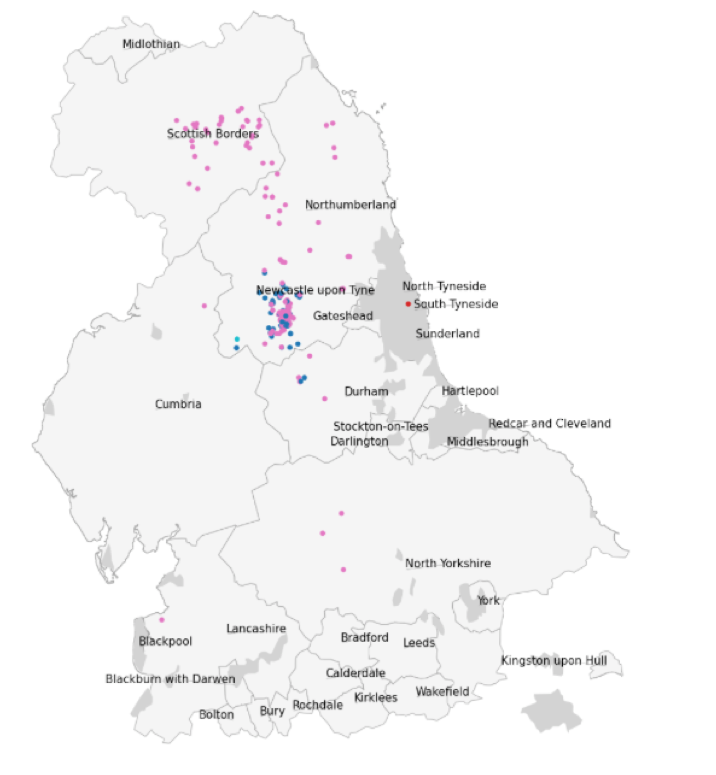 Midlothian
Scottish Borders
Northumberland
North Tyneside
Newcastle upon Tyne
South Tyneside
Gateshead
Sunderland
Durham
Hartlepool
Cumbria
Redcar and Cleveland
Stockton-on-Tees
Darlington
Middlesbrough
North Yorkshire
York
Lancashire
Bradford
Blackpool
Leeds
Kingston upon Hull
Calderdale
Blackburn with Darwen
Wakefield
Kirklees
Rochdale
Bury
Bolton